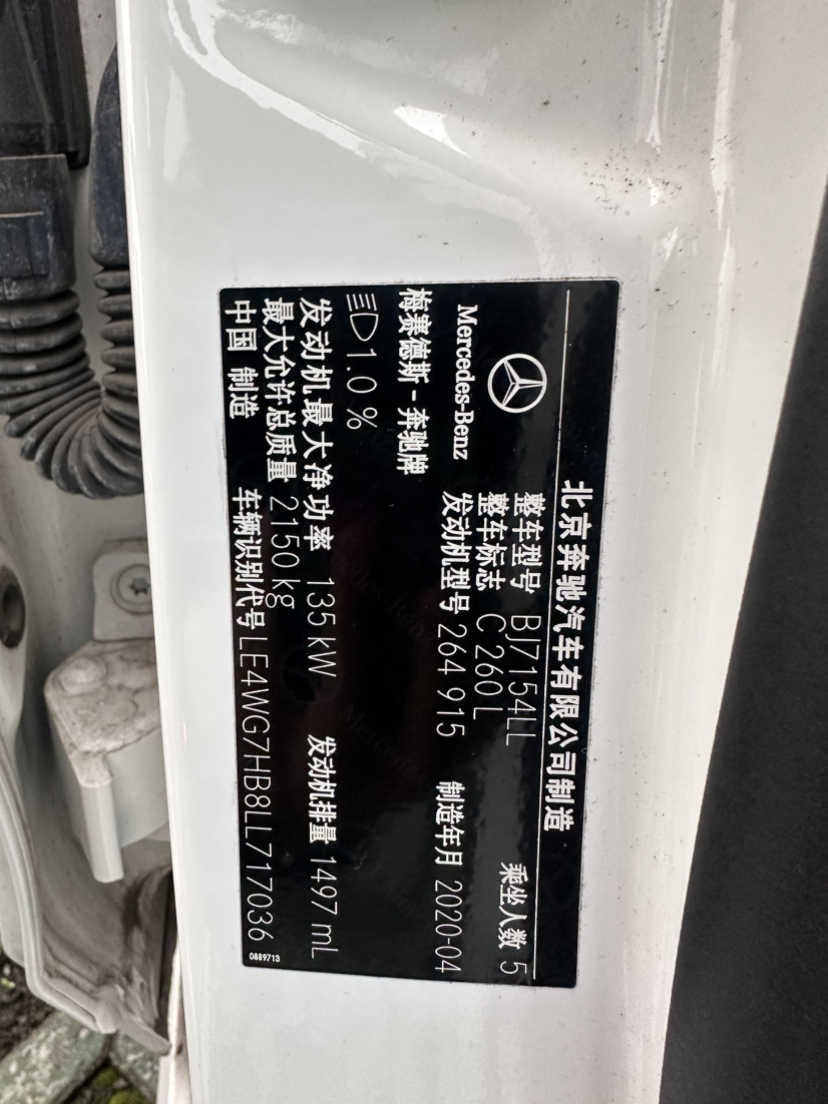 北京奔驰汽车有限公司制造
整车型号 BJ7154LL 乘坐人数 5
整车标志 C 260 L
Mercedes-Benz 发动机型号 264 915 制造年月 2020-04
梅赛德斯-奔驰牌
1.0 %
发动机最大净功率 135 kW 发动机排量 1497 mL
最大允许总质量 2150 kg
中国 制造 车辆识别代号 LE4WG7HB8LL717036
0889713